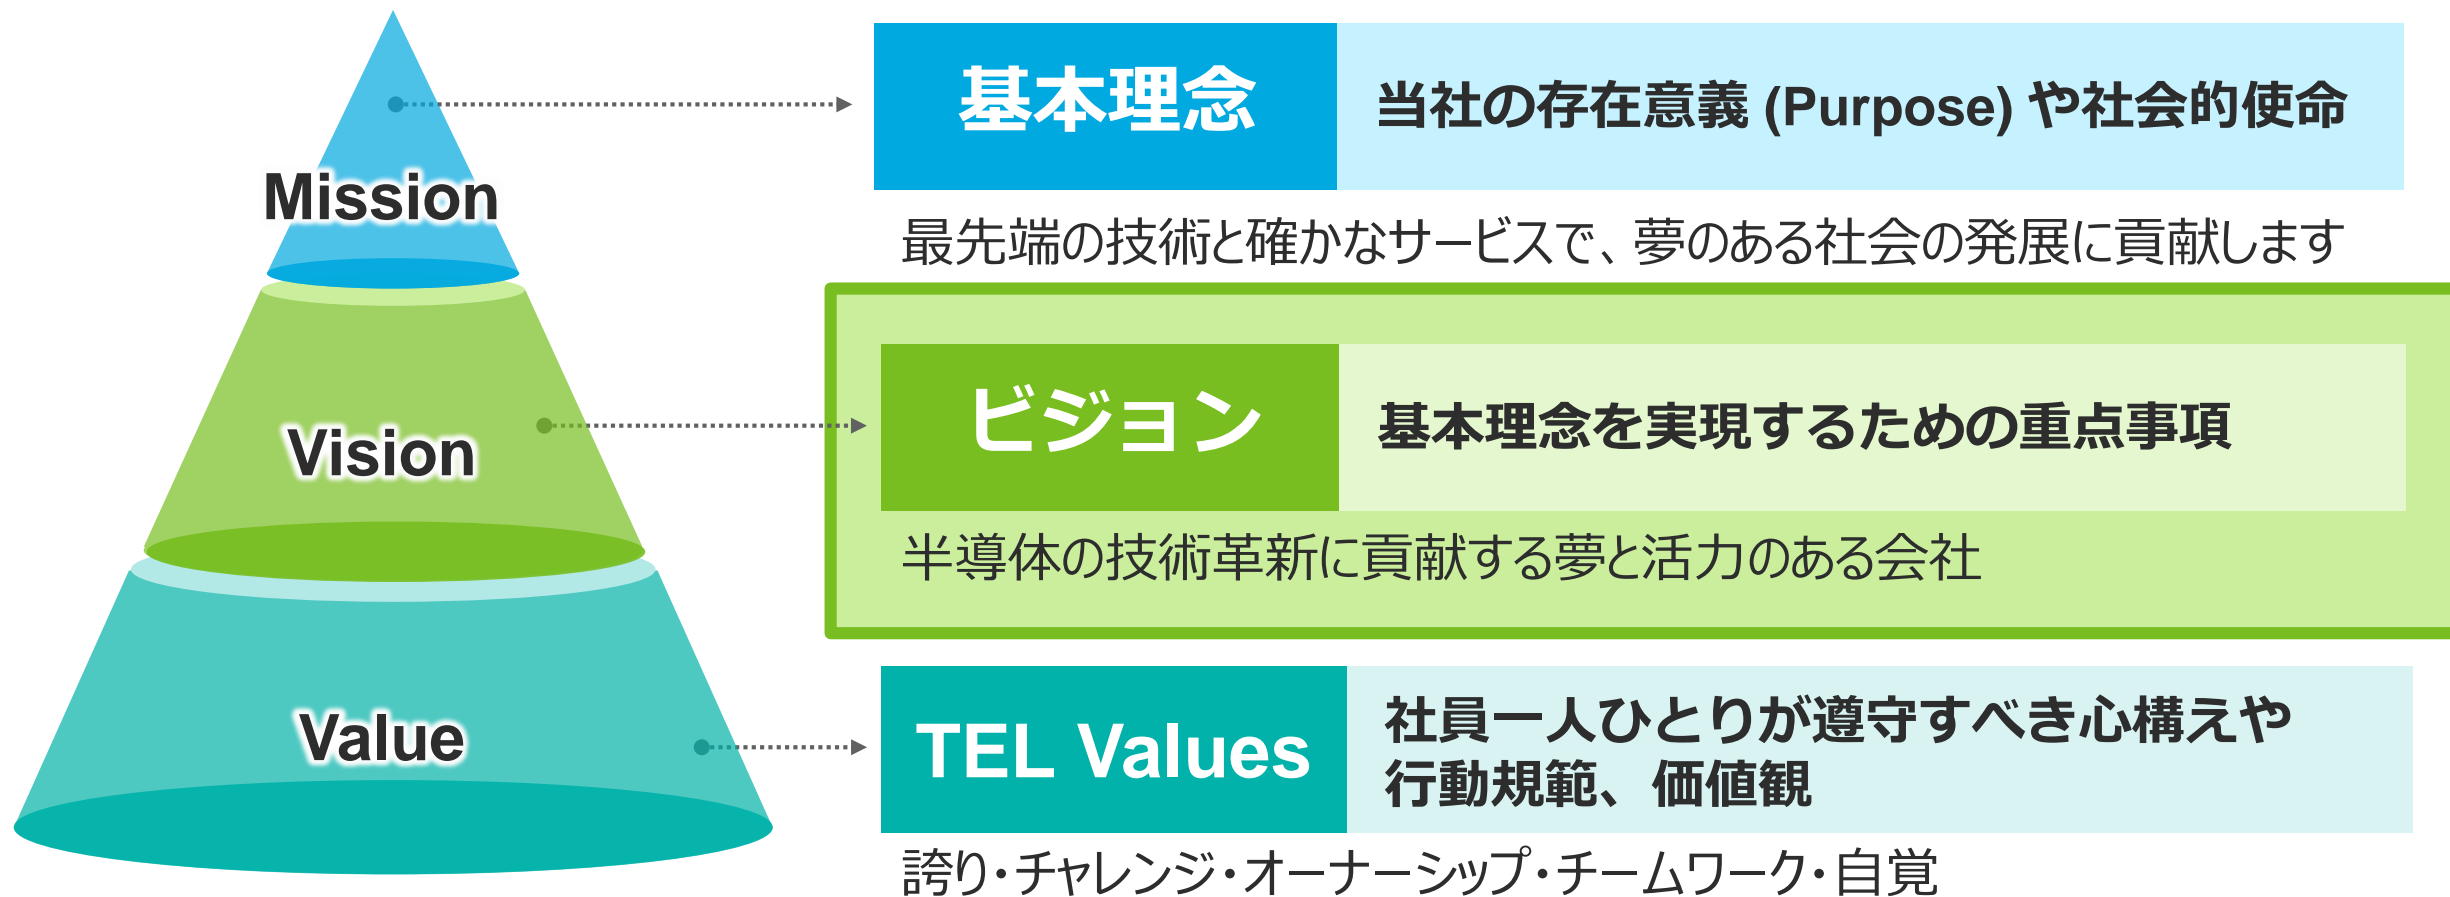 Mission
基本理念
当社の存在意義 (Purpose) や社会的使命
最先端の技術と確かなサービスで、夢のある社会の発展に貢献します
Vision
ビジョン
基本理念を実現するための重点事項
半導体の技術革新に貢献する夢と活力のある会社
Value
TEL Values
社員一人ひとりが遵守すべき心構えや
行動規範、価値観
誇り・チャレンジ・オーナーシップ・チームワーク・自覚